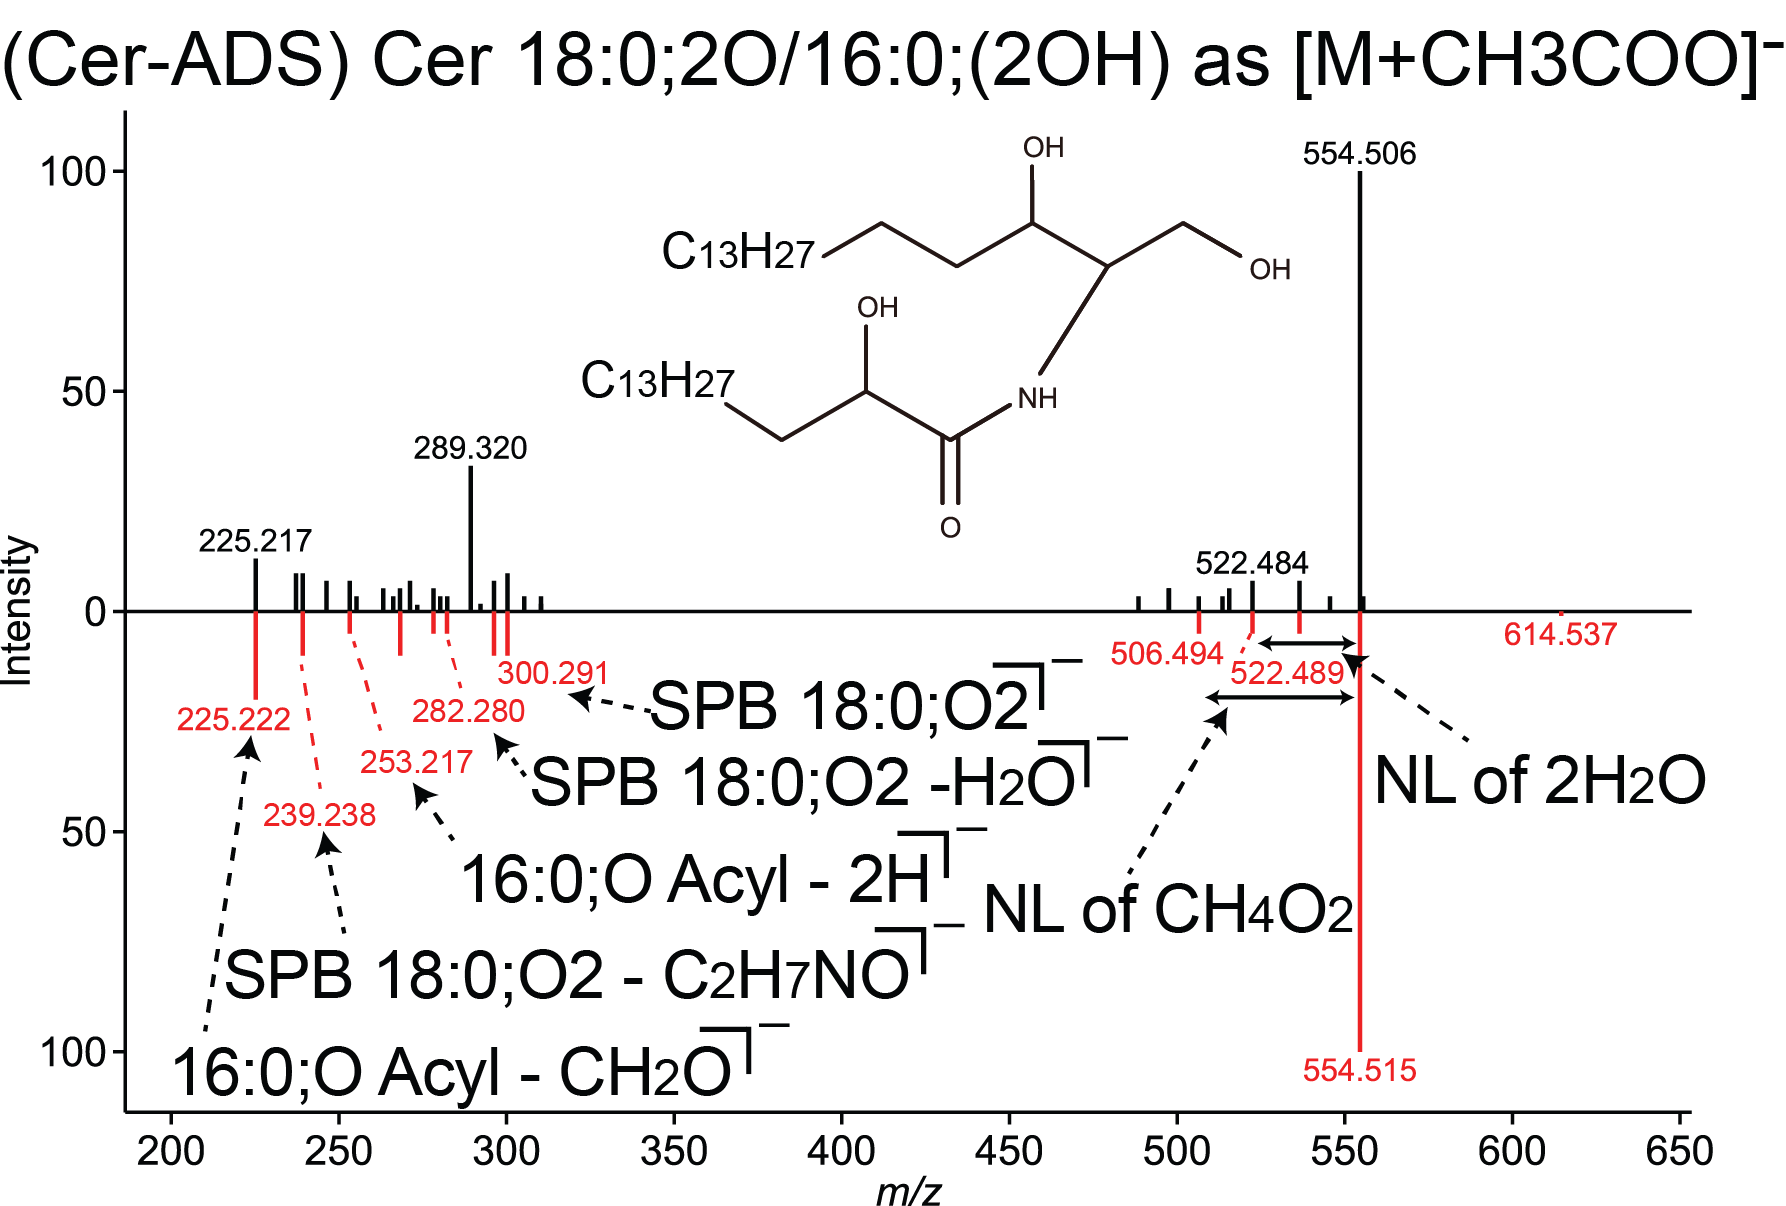 (Cer-ADS) Cer 18:0;2O/16:0;(2OH) as [M+CH3COO]⁻
Intensity
100
50
0
50
100
554.506
OH
C13H27
OH
OH
C13H27
NH
O
289.320
225.217
522.484
614.537
506.494
522.489
300.291
225.222
282.280
253.217
239.238
554.515
SPB 18:0;O2 ⁻
SPB 18:0;O2 -H2O ⁻
NL of 2H2O
16:0;O Acyl - 2H ⁻
NL of CH4O2
SPB 18:0;O2 - C2H7NO ⁻
16:0;O Acyl - CH2O ⁻
200 250 300 350 400 450 500 550 600 650
m/z